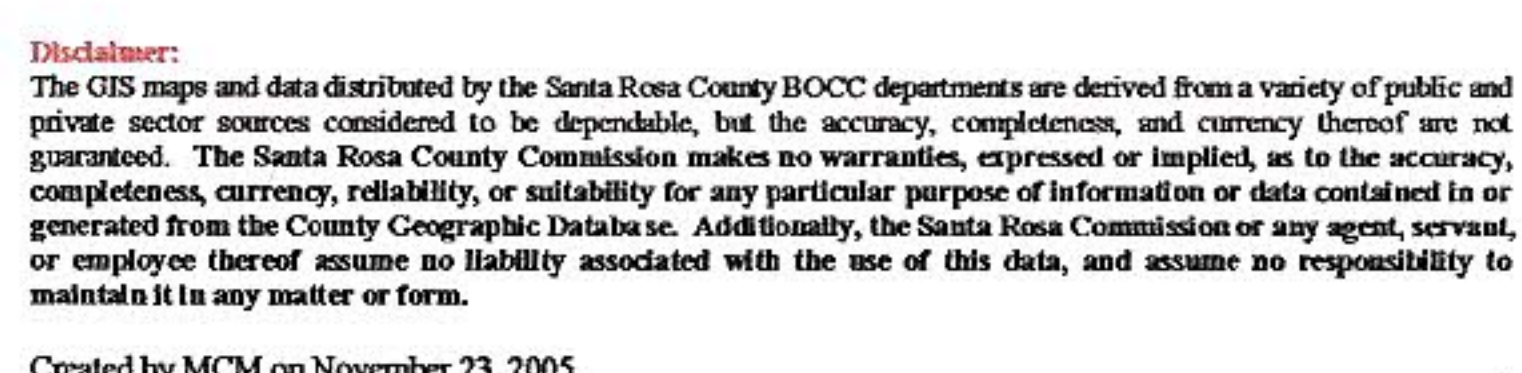 Disclaimer:
The GIS maps and data distributed by the Santa Rosa County BOCC departments are derived from a variety of public and
private sector sources considered to be dependable, but the accuracy, completeness, and currency thereof are not
guaranteed.  The Santa Rosa County Commission makes no warranties, expressed or implied, as to the accuracy,
completeness, currency, reliability, or suitability for any particular purpose of information or data contained in or
generated from the County Geographic Database.  Additionally, the Santa Rosa Commission or any agent, servant,
or employee thereof assume no liability associated with the use of this data, and assume no responsibility to
maintain it in any matter or form.
Created by MCM on November 23, 2005